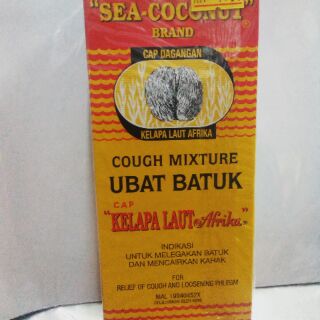 "SEA-COCONUT"
BRAND
CAP DASANGAN
KELAPA LAUT AFRIKA
COUGH MIXTURE
UBAT BATUK
CAP
"KELAPA LAUT Afrika"
INDIKASI
UNTUK MELEGAKAN BATUK
DAN MENCAIRKAN KAHAK
FOR
RELIEF OF COUGH AND LOOSENING PHLEGM